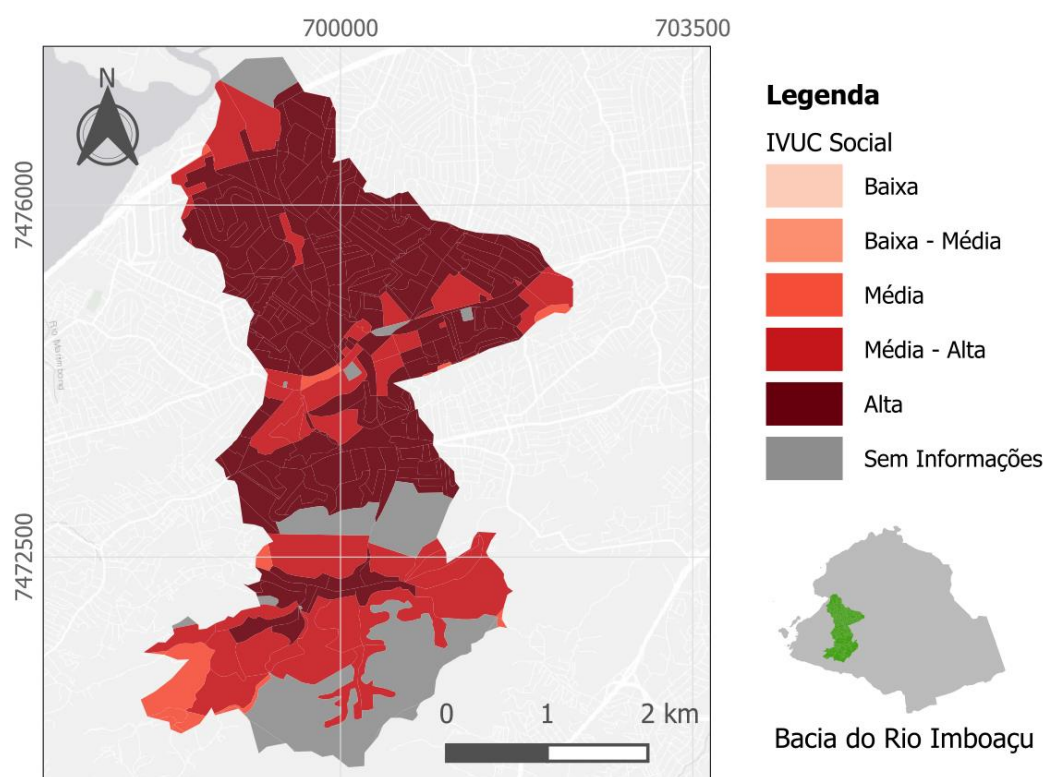 700000
703500
N
7476000
7472500
0
1
2 km
Legenda
IVUC Social
Baixa
Baixa - Média
Média
Média - Alta
Alta
Sem Informações
Bacia do Rio Imboaçu